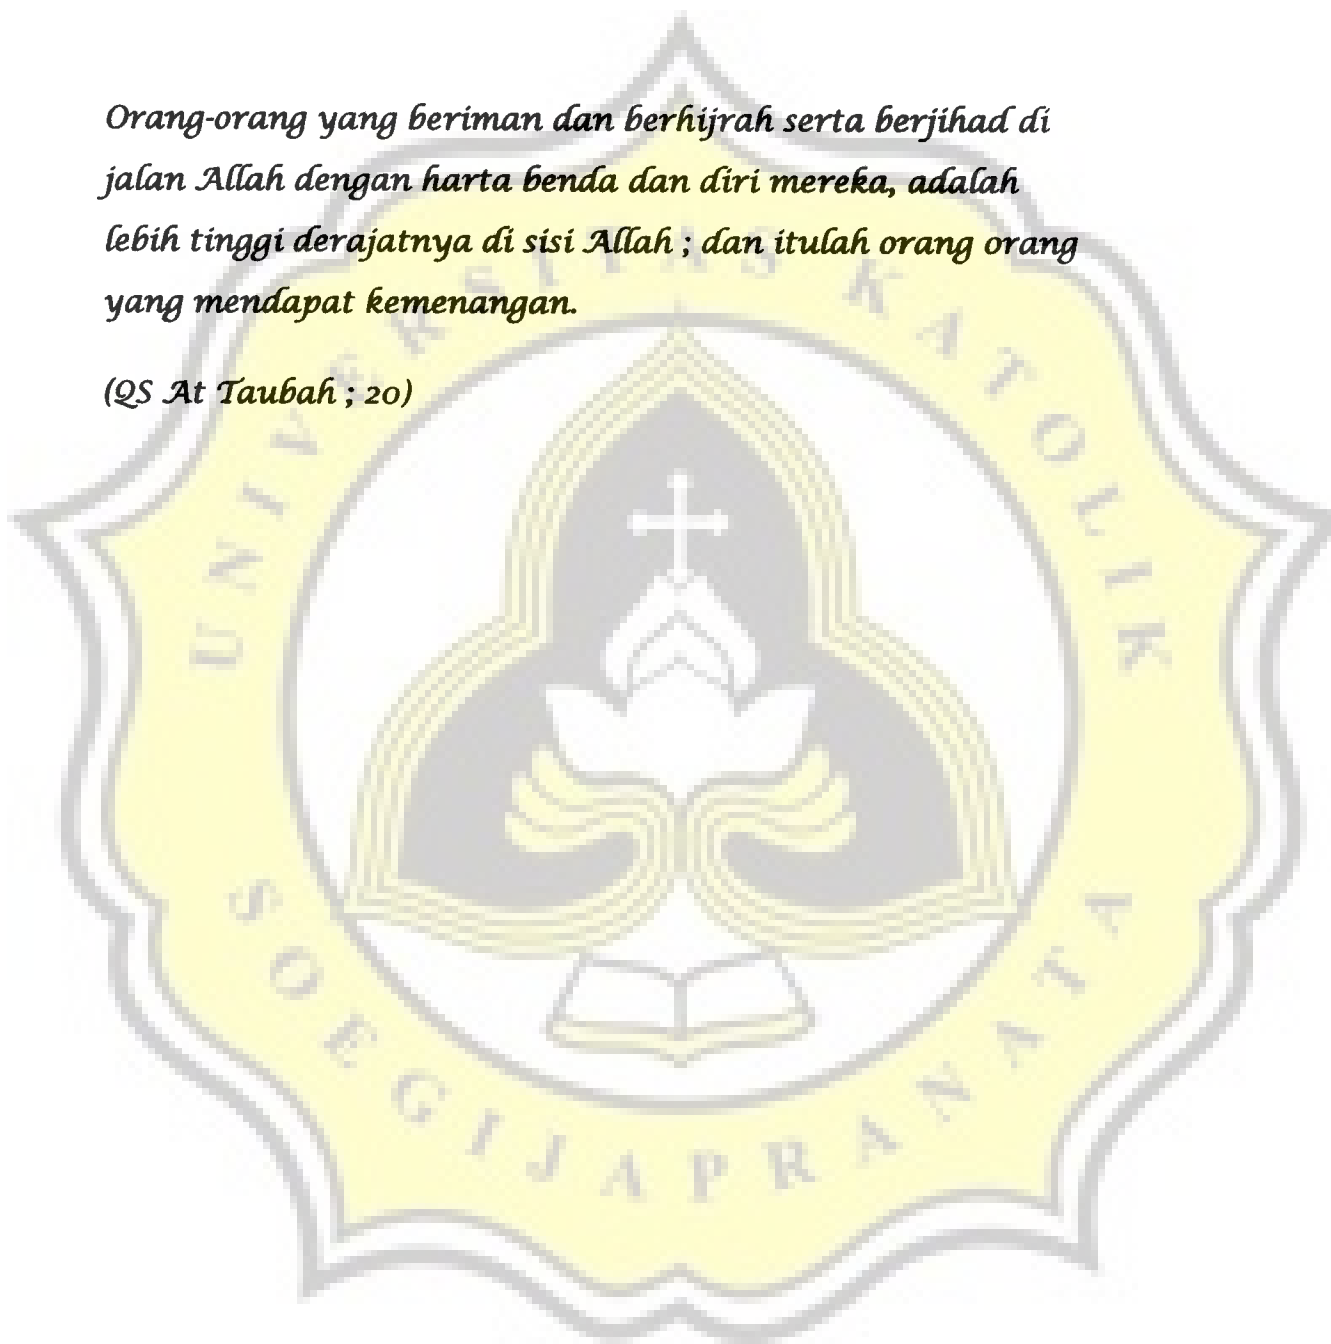 Orang-orang yang beriman dan berhijrah serta berjihad di
jalan Allah dengan harta benda dan diri mereka, adalah
lebih tinggi derajatnya di sisi Allah ; dan itulah orang orang
yang mendapat kemenangan.
(QS At Taubah ; 20)
UNIVERSITAS KATOLIK
SOEGIJAPRANATA